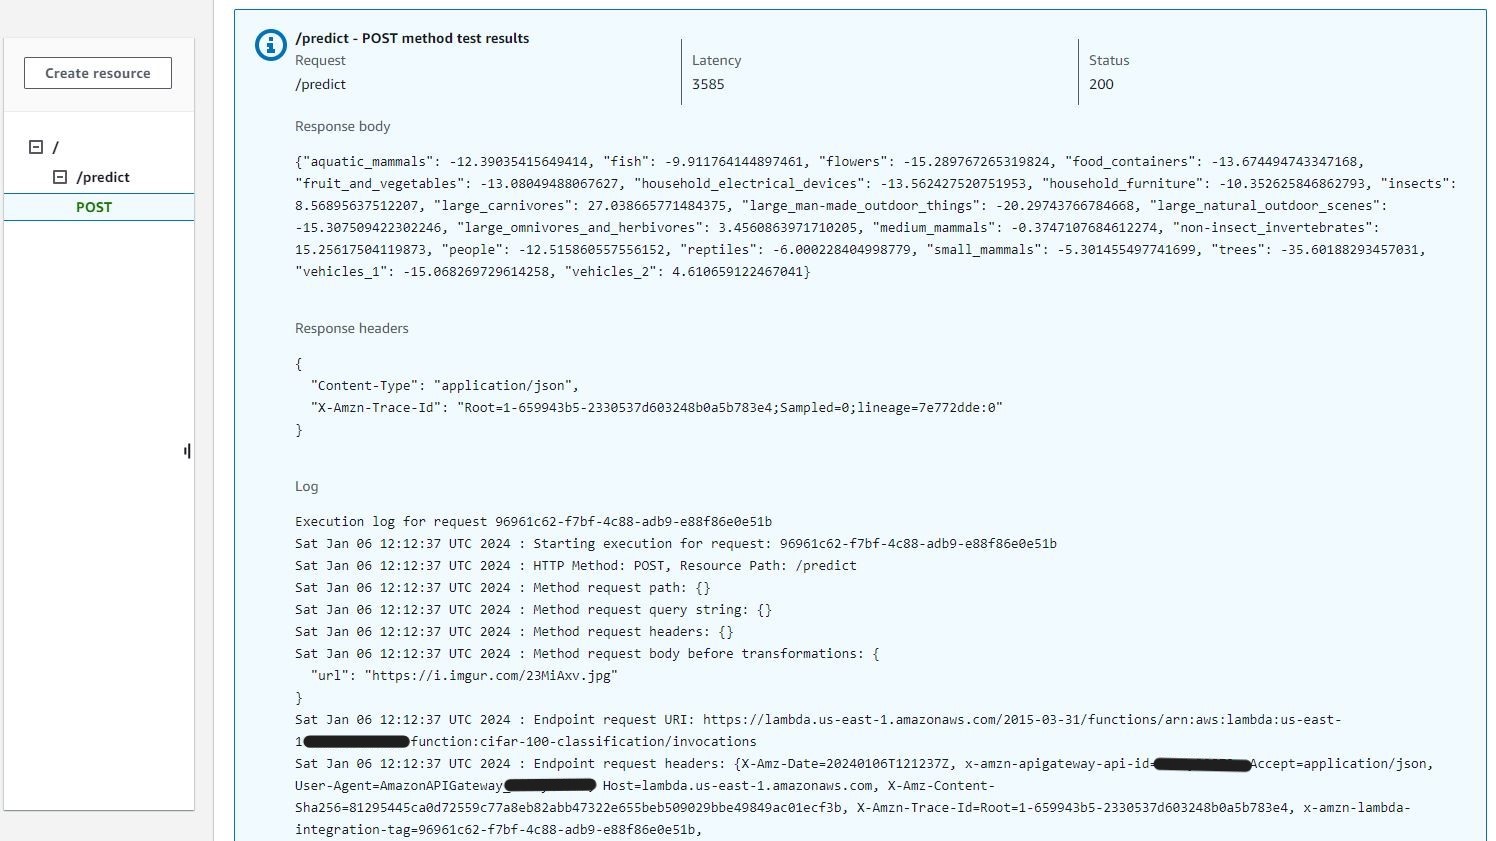 Create resource
/
/predict
POST
/predict - POST method test results
Request
/predict
Latency
3585
Status
200
Response body
{"aquatic_mammals": -12.39035415649414, "fish": -9.911764144897461, "flowers": -15.289767265319824, "food_containers": -13.674494743347168,
"fruit_and_vegetables": -13.08049488067627, "household_electrical_devices": -13.562427520751953, "household_furniture": -10.352625846862793, "insects":
8.56895637512207, "large_carnivores": 27.038665771484375, "large_man-made_outdoor_things": -20.29743766784668, "large_natural_outdoor_scenes":
-15.307509422302246, "large_omnivores_and_herbivores": 3.4560863971710205, "medium_mammals": -0.3747107684612274, "non-insect_invertebrates":
15.25617504119873, "people": -12.515860557556152, "reptiles": -6.000228404998779, "small_mammals": -5.301455497741699, "trees": -35.60188293457031,
"vehicles_1": -15.068269729614258, "vehicles_2": 4.610659122467041}
Response headers
{
"Content-Type": "application/json",
"X-Amzn-Trace-Id": "Root=1-659943b5-2330537d603248b0a5b783e4;Sampled=0;lineage=7e772dde:0"
}
Log
Execution log for request 96961c62-f7bf-4c88-adb9-e88f86e0e51b
Sat Jan 06 12:12:37 UTC 2024 : Starting execution for request: 96961c62-f7bf-4c88-adb9-e88f86e0e51b
Sat Jan 06 12:12:37 UTC 2024 : HTTP Method: POST, Resource Path: /predict
Sat Jan 06 12:12:37 UTC 2024 : Method request path: {}
Sat Jan 06 12:12:37 UTC 2024 : Method request query string: {}
Sat Jan 06 12:12:37 UTC 2024 : Method request headers: {}
Sat Jan 06 12:12:37 UTC 2024 : Method request body before transformations: {
"url": "https://i.imgur.com/23MiAxv.jpg"
}
Sat Jan 06 12:12:37 UTC 2024 : Endpoint request URI: https://lambda.us-east-1.amazonaws.com/2015-03-31/functions/arn:aws:lambda:us-east-
1 function:cifar-100-classification/invocations
Sat Jan 06 12:12:37 UTC 2024 : Endpoint request headers: {X-Amz-Date=20240106T121237Z, x-amzn-apigateway-api-id= Accept=application/json,
User-Agent=AmazonAPIGateway_ Host=lambda.us-east-1.amazonaws.com, X-Amz-Content-
Sha256=81295445ca0d72559c77a8eb82abb47322e655beb509029bbe49849ac01ecf3b, X-Amzn-Trace-Id=Root=1-659943b5-2330537d603248b0a5b783e4, x-amzn-lambda-
integration-tag=96961c62-f7bf-4c88-adb9-e88f86e0e51b,